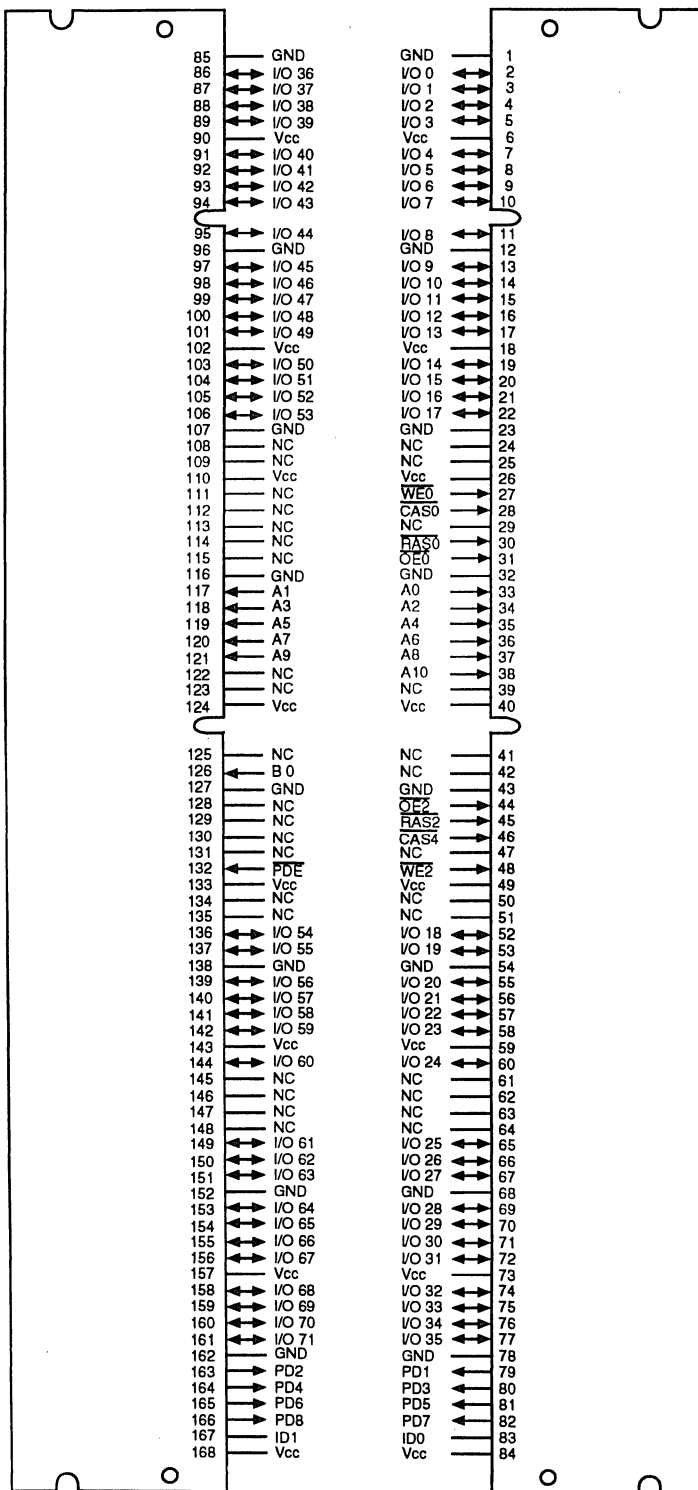 85 GND GND 1
86 I/O 36 I/O 0 2
87 I/O 37 I/O 1 3
88 I/O 38 I/O 2 4
89 I/O 39 I/O 3 5
90 Vcc Vcc 6
91 I/O 40 I/O 4 7
92 I/O 41 I/O 5 8
93 I/O 42 I/O 6 9
94 I/O 43 I/O 7 10
95 I/O 44 I/O 8 11
96 GND GND 12
97 I/O 45 I/O 9 13
98 I/O 46 I/O 10 14
99 I/O 47 I/O 11 15
100 I/O 48 I/O 12 16
101 I/O 49 I/O 13 17
102 Vcc Vcc 18
103 I/O 50 I/O 14 19
104 I/O 51 I/O 15 20
105 I/O 52 I/O 16 21
106 I/O 53 I/O 17 22
107 GND GND 23
108 NC NC 24
109 NC NC 25
110 Vcc Vcc 26
111 NC W̅E̅0̅ 27
112 NC C̅A̅S̅0̅ 28
113 NC NC 29
114 NC R̅A̅S̅0̅ 30
115 NC O̅E̅0̅ 31
116 GND GND 32
117 A1 A0 33
118 A3 A2 34
119 A5 A4 35
120 A7 A6 36
121 A9 A8 37
122 NC A10 38
123 NC NC 39
124 Vcc Vcc 40
125 NC NC 41
126 B 0 NC 42
127 GND GND 43
128 NC O̅E̅2̅ 44
129 NC R̅A̅S̅2̅ 45
130 NC C̅A̅S̅4̅ 46
131 NC NC 47
132 P̅D̅E̅ W̅E̅2̅ 48
133 Vcc Vcc 49
134 NC NC 50
135 NC NC 51
136 I/O 54 I/O 18 52
137 I/O 55 I/O 19 53
138 GND GND 54
139 I/O 56 I/O 20 55
140 I/O 57 I/O 21 56
141 I/O 58 I/O 22 57
142 I/O 59 I/O 23 58
143 Vcc Vcc 59
144 I/O 60 I/O 24 60
145 NC NC 61
146 NC NC 62
147 NC NC 63
148 NC NC 64
149 I/O 61 I/O 25 65
150 I/O 62 I/O 26 66
151 I/O 63 I/O 27 67
152 GND GND 68
153 I/O 64 I/O 28 69
154 I/O 65 I/O 29 70
155 I/O 66 I/O 30 71
156 I/O 67 I/O 31 72
157 Vcc Vcc 73
158 I/O 68 I/O 32 74
159 I/O 69 I/O 33 75
160 I/O 70 I/O 34 76
161 I/O 71 I/O 35 77
162 GND GND 78
163 PD2 PD1 79
164 PD4 PD3 80
165 PD6 PD5 81
166 PD8 PD7 82
167 ID1 ID0 83
168 Vcc Vcc 84